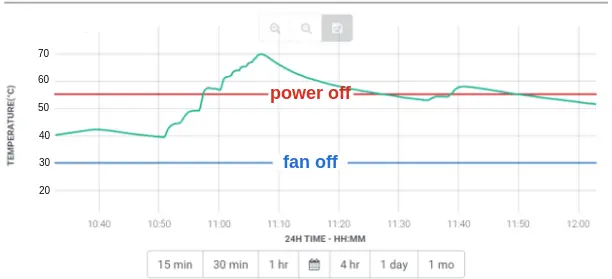 70
60
power off
50
40
30
fan off
20
TEMPERATURE(°C)
10:40 10:50 11:00 11:10 11:20 11:30 11:40 11:50 12:00
24H TIME - HH:MM
15 min 30 min 1 hr 4 hr 1 day 1 mo